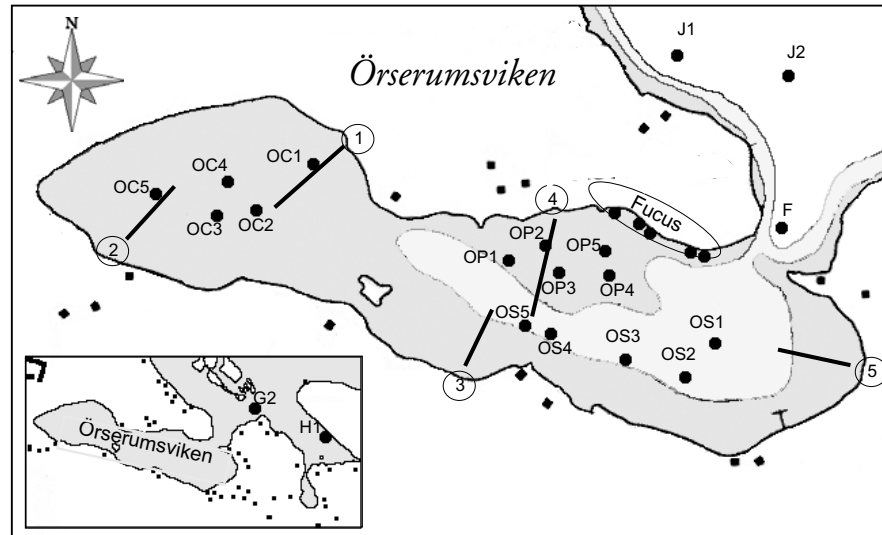 N
Örserumsviken
J1
J2
1
OC1
OC4
OC5
OC3
OC2
2
4
Fucus
F
OP2
OP1
OP5
OP3
OP4
OS5
OS4
OS3
OS1
OS2
3
5
G2
H1
Örserumsviken